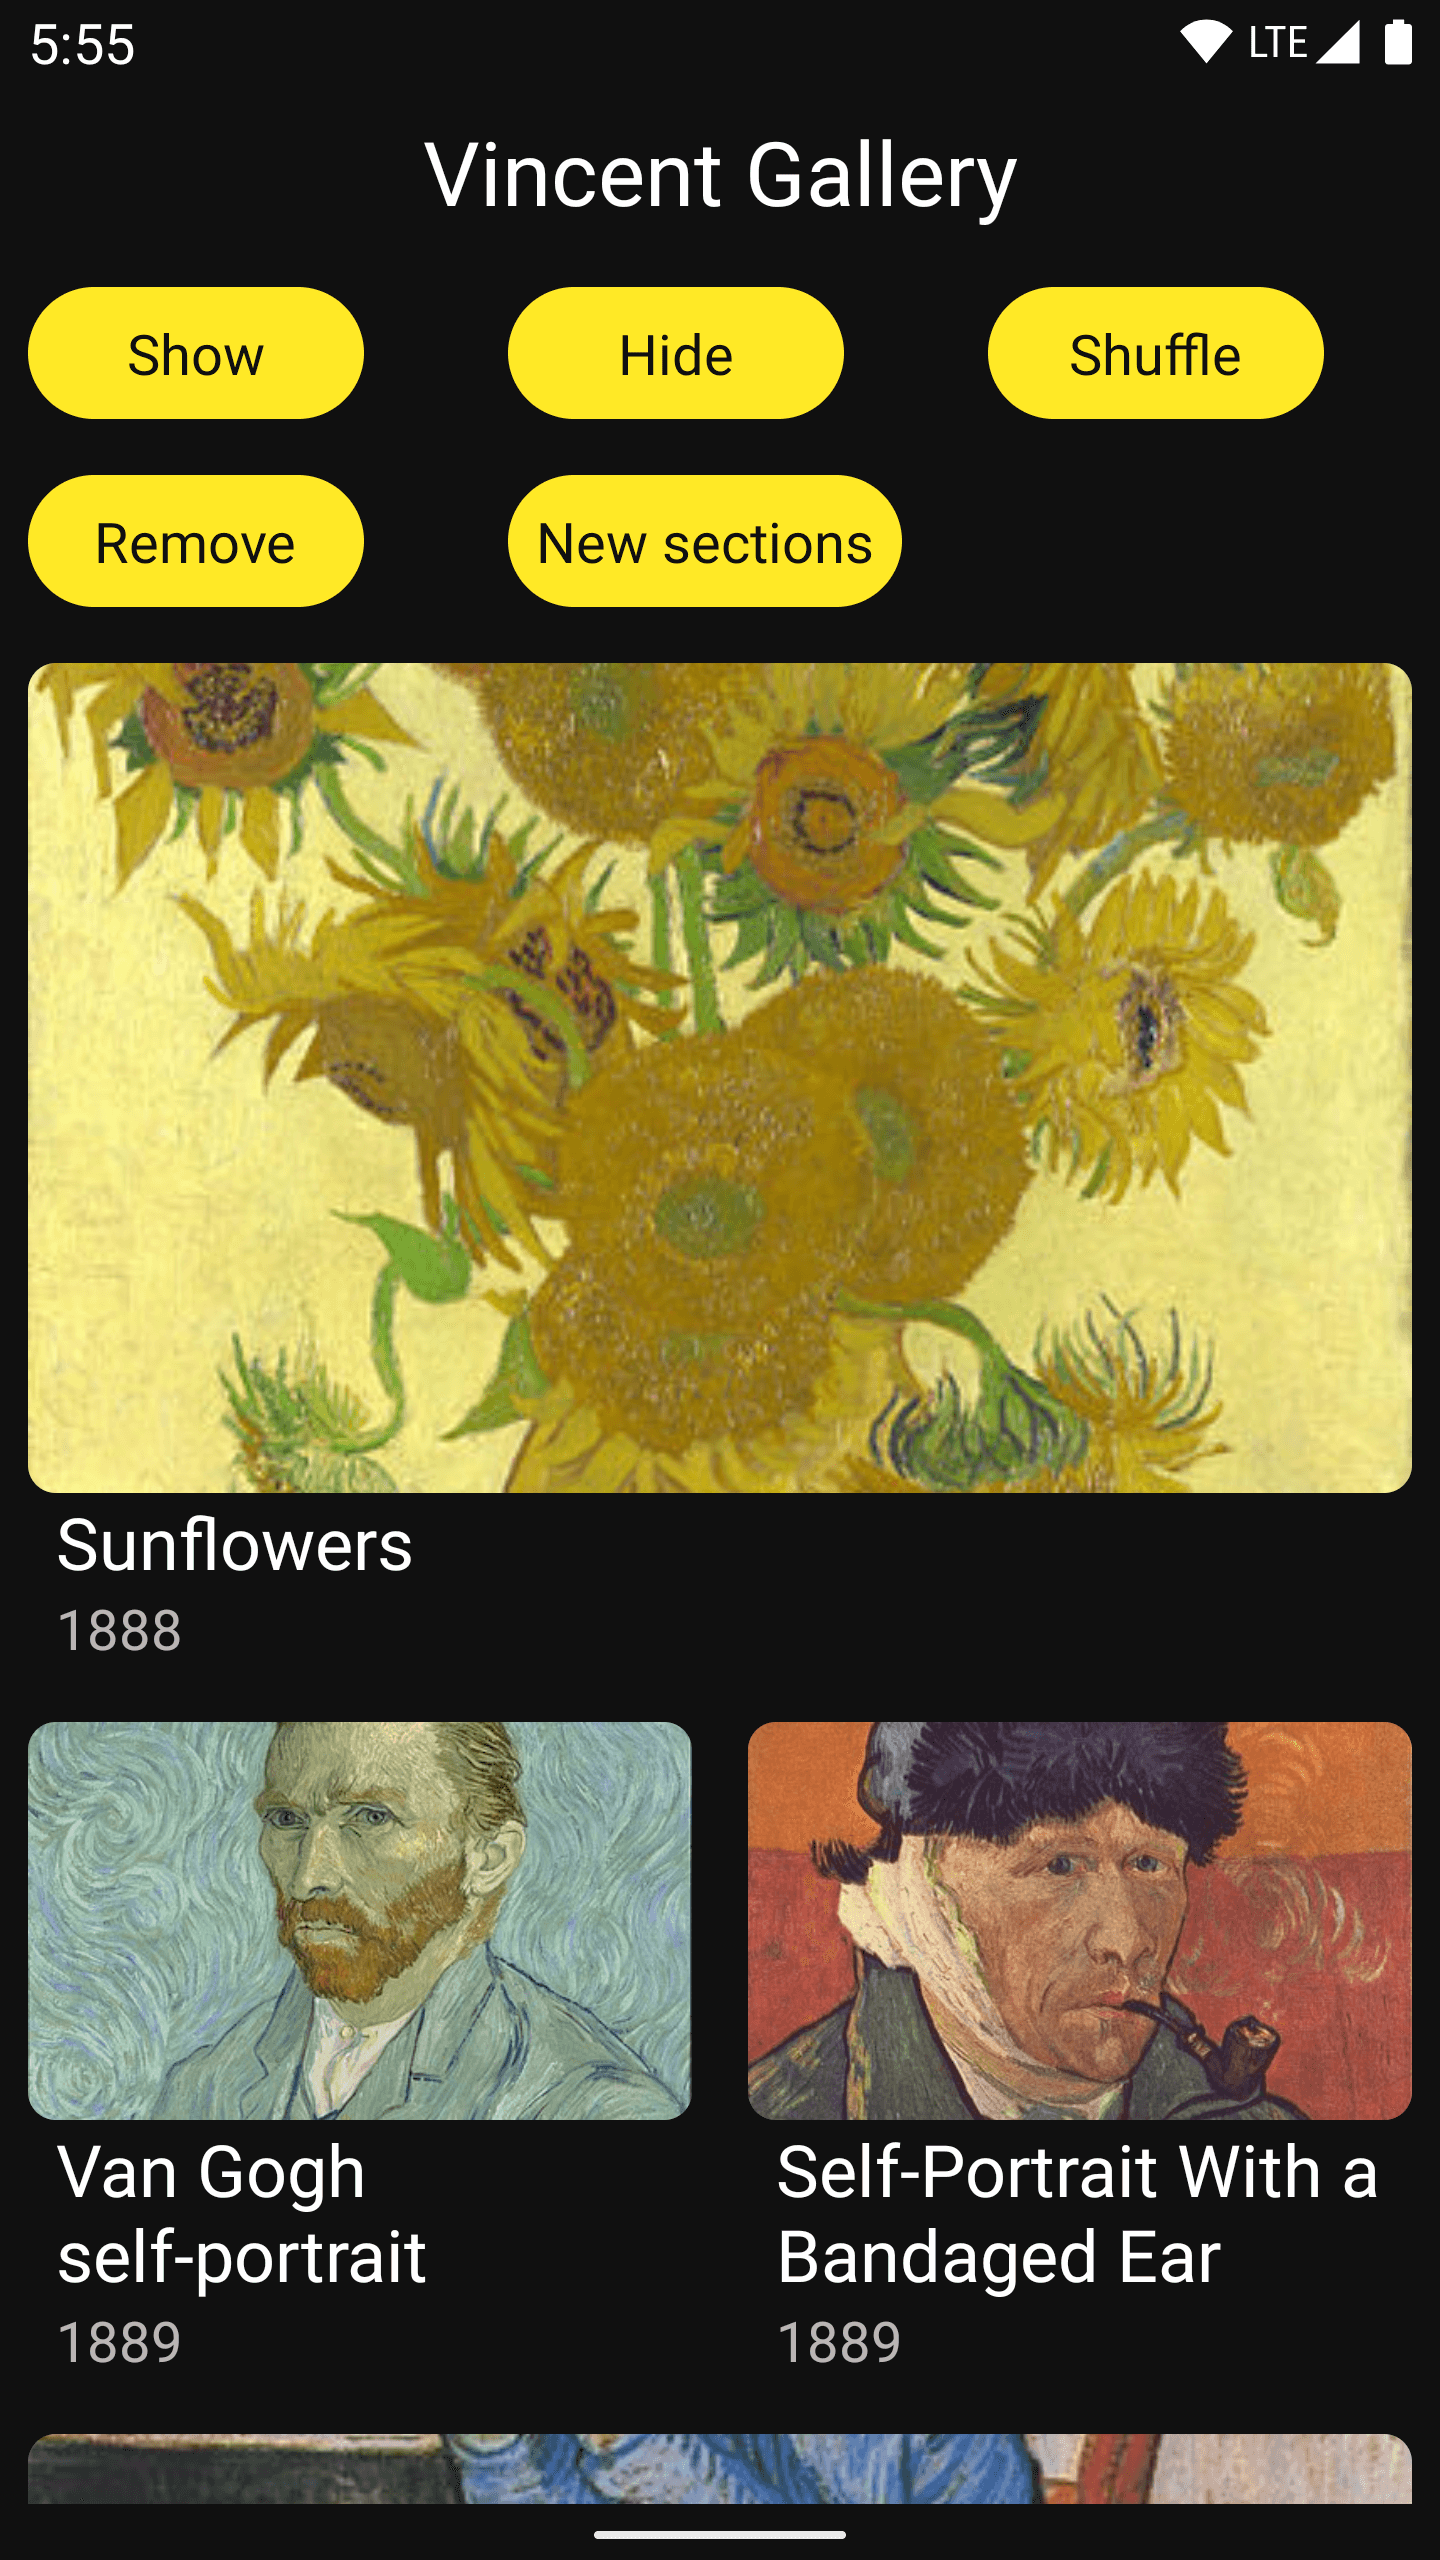 5:55
LTE
Vincent Gallery
Show
Hide
Shuffle
Remove
New sections
Sunflowers
1888
Van Gogh
self-portrait
1889
Self-Portrait With a
Bandaged Ear
1889